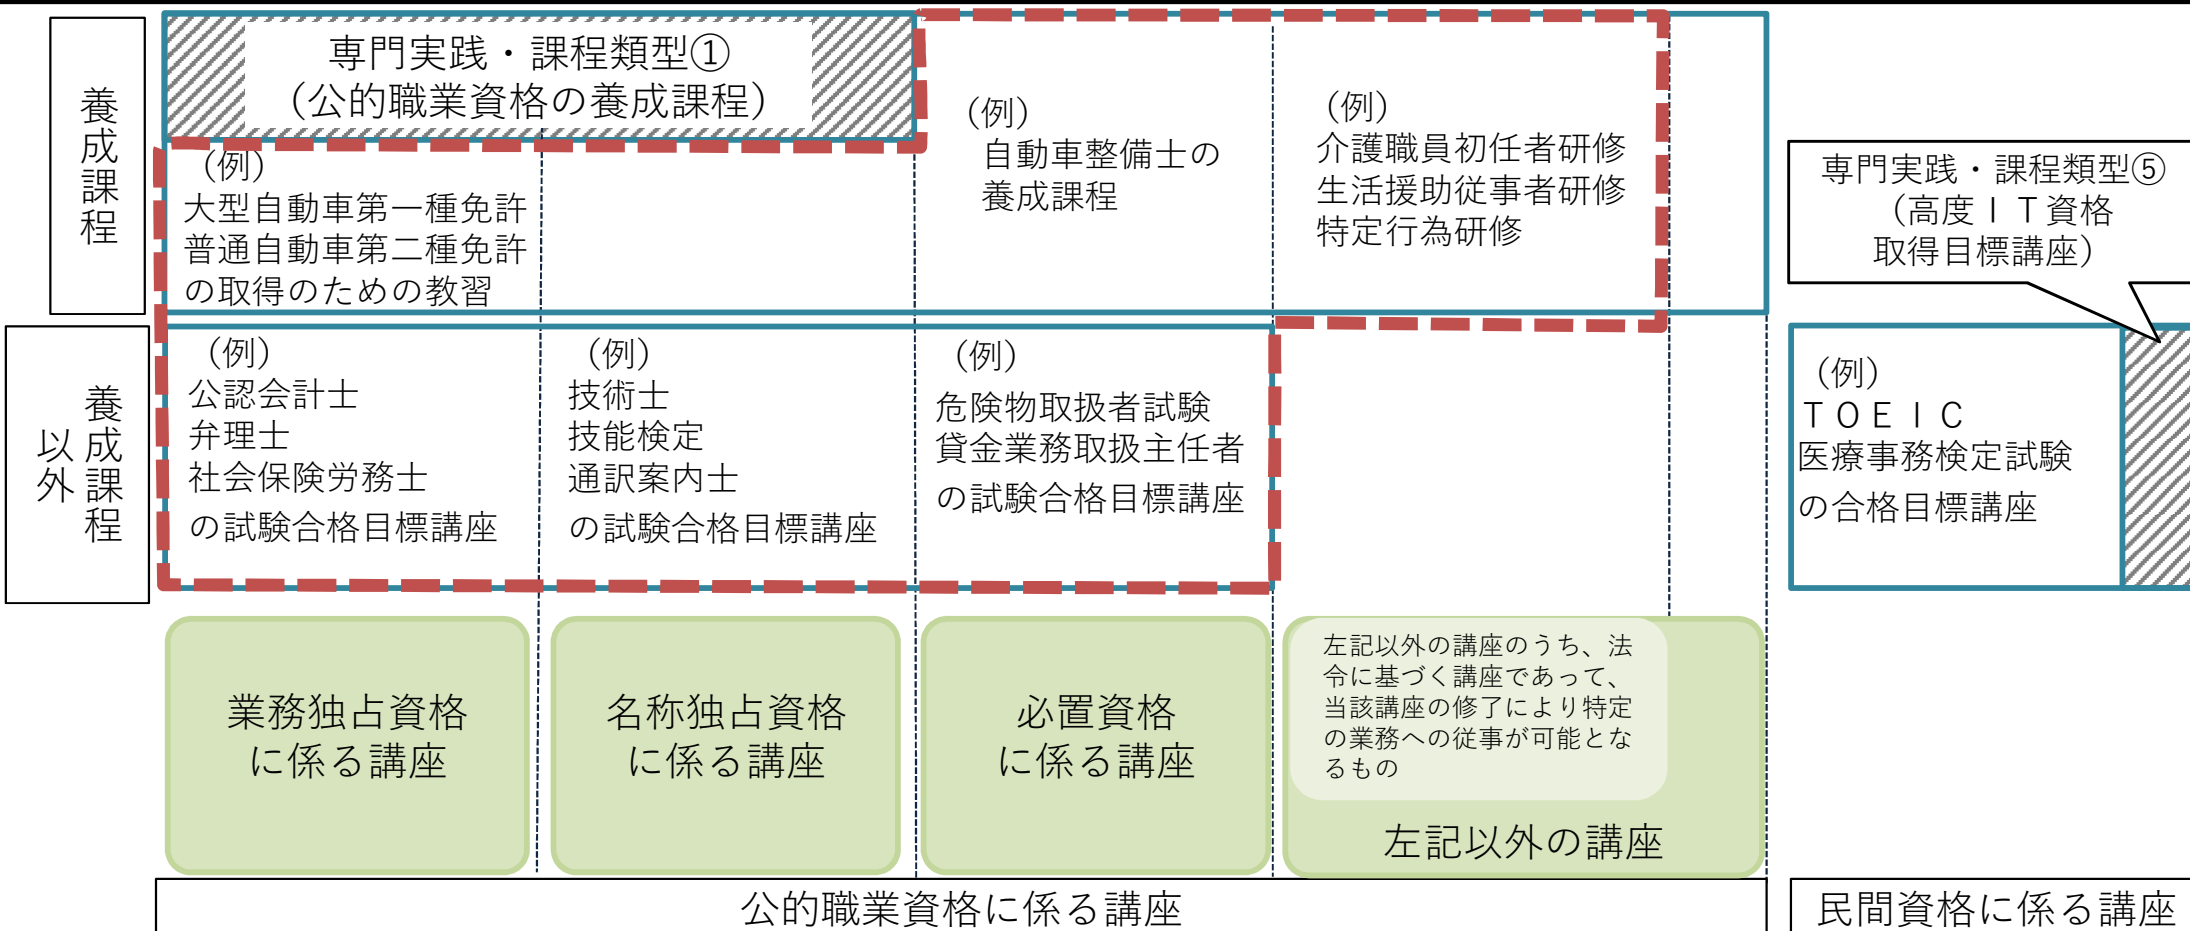 養成課程
専門実践・課程類型①
（公的職業資格の養成課程）
（例）
大型自動車第一種免許
普通自動車第二種免許
の取得のための教習
（例）
自動車整備士の
養成課程
（例）
介護職員初任者研修
生活援助従事者研修
特定行為研修
専門実践・課程類型⑤
（高度ＩＴ資格
取得目標講座）
養成課程
以外
（例）
公認会計士
弁理士
社会保険労務士
の試験合格目標講座
（例）
技術士
技能検定
通訳案内士
の試験合格目標講座
（例）
危険物取扱者試験
貸金業務取扱主任者
の試験合格目標講座
（例）
ＴＯＥＩＣ
医療事務検定試験
の合格目標講座
業務独占資格
に係る講座
名称独占資格
に係る講座
必置資格
に係る講座
左記以外の講座のうち、法
令に基づく講座であって、
当該講座の修了により特定
の業務への従事が可能とな
るもの
左記以外の講座
公的職業資格に係る講座
民間資格に係る講座